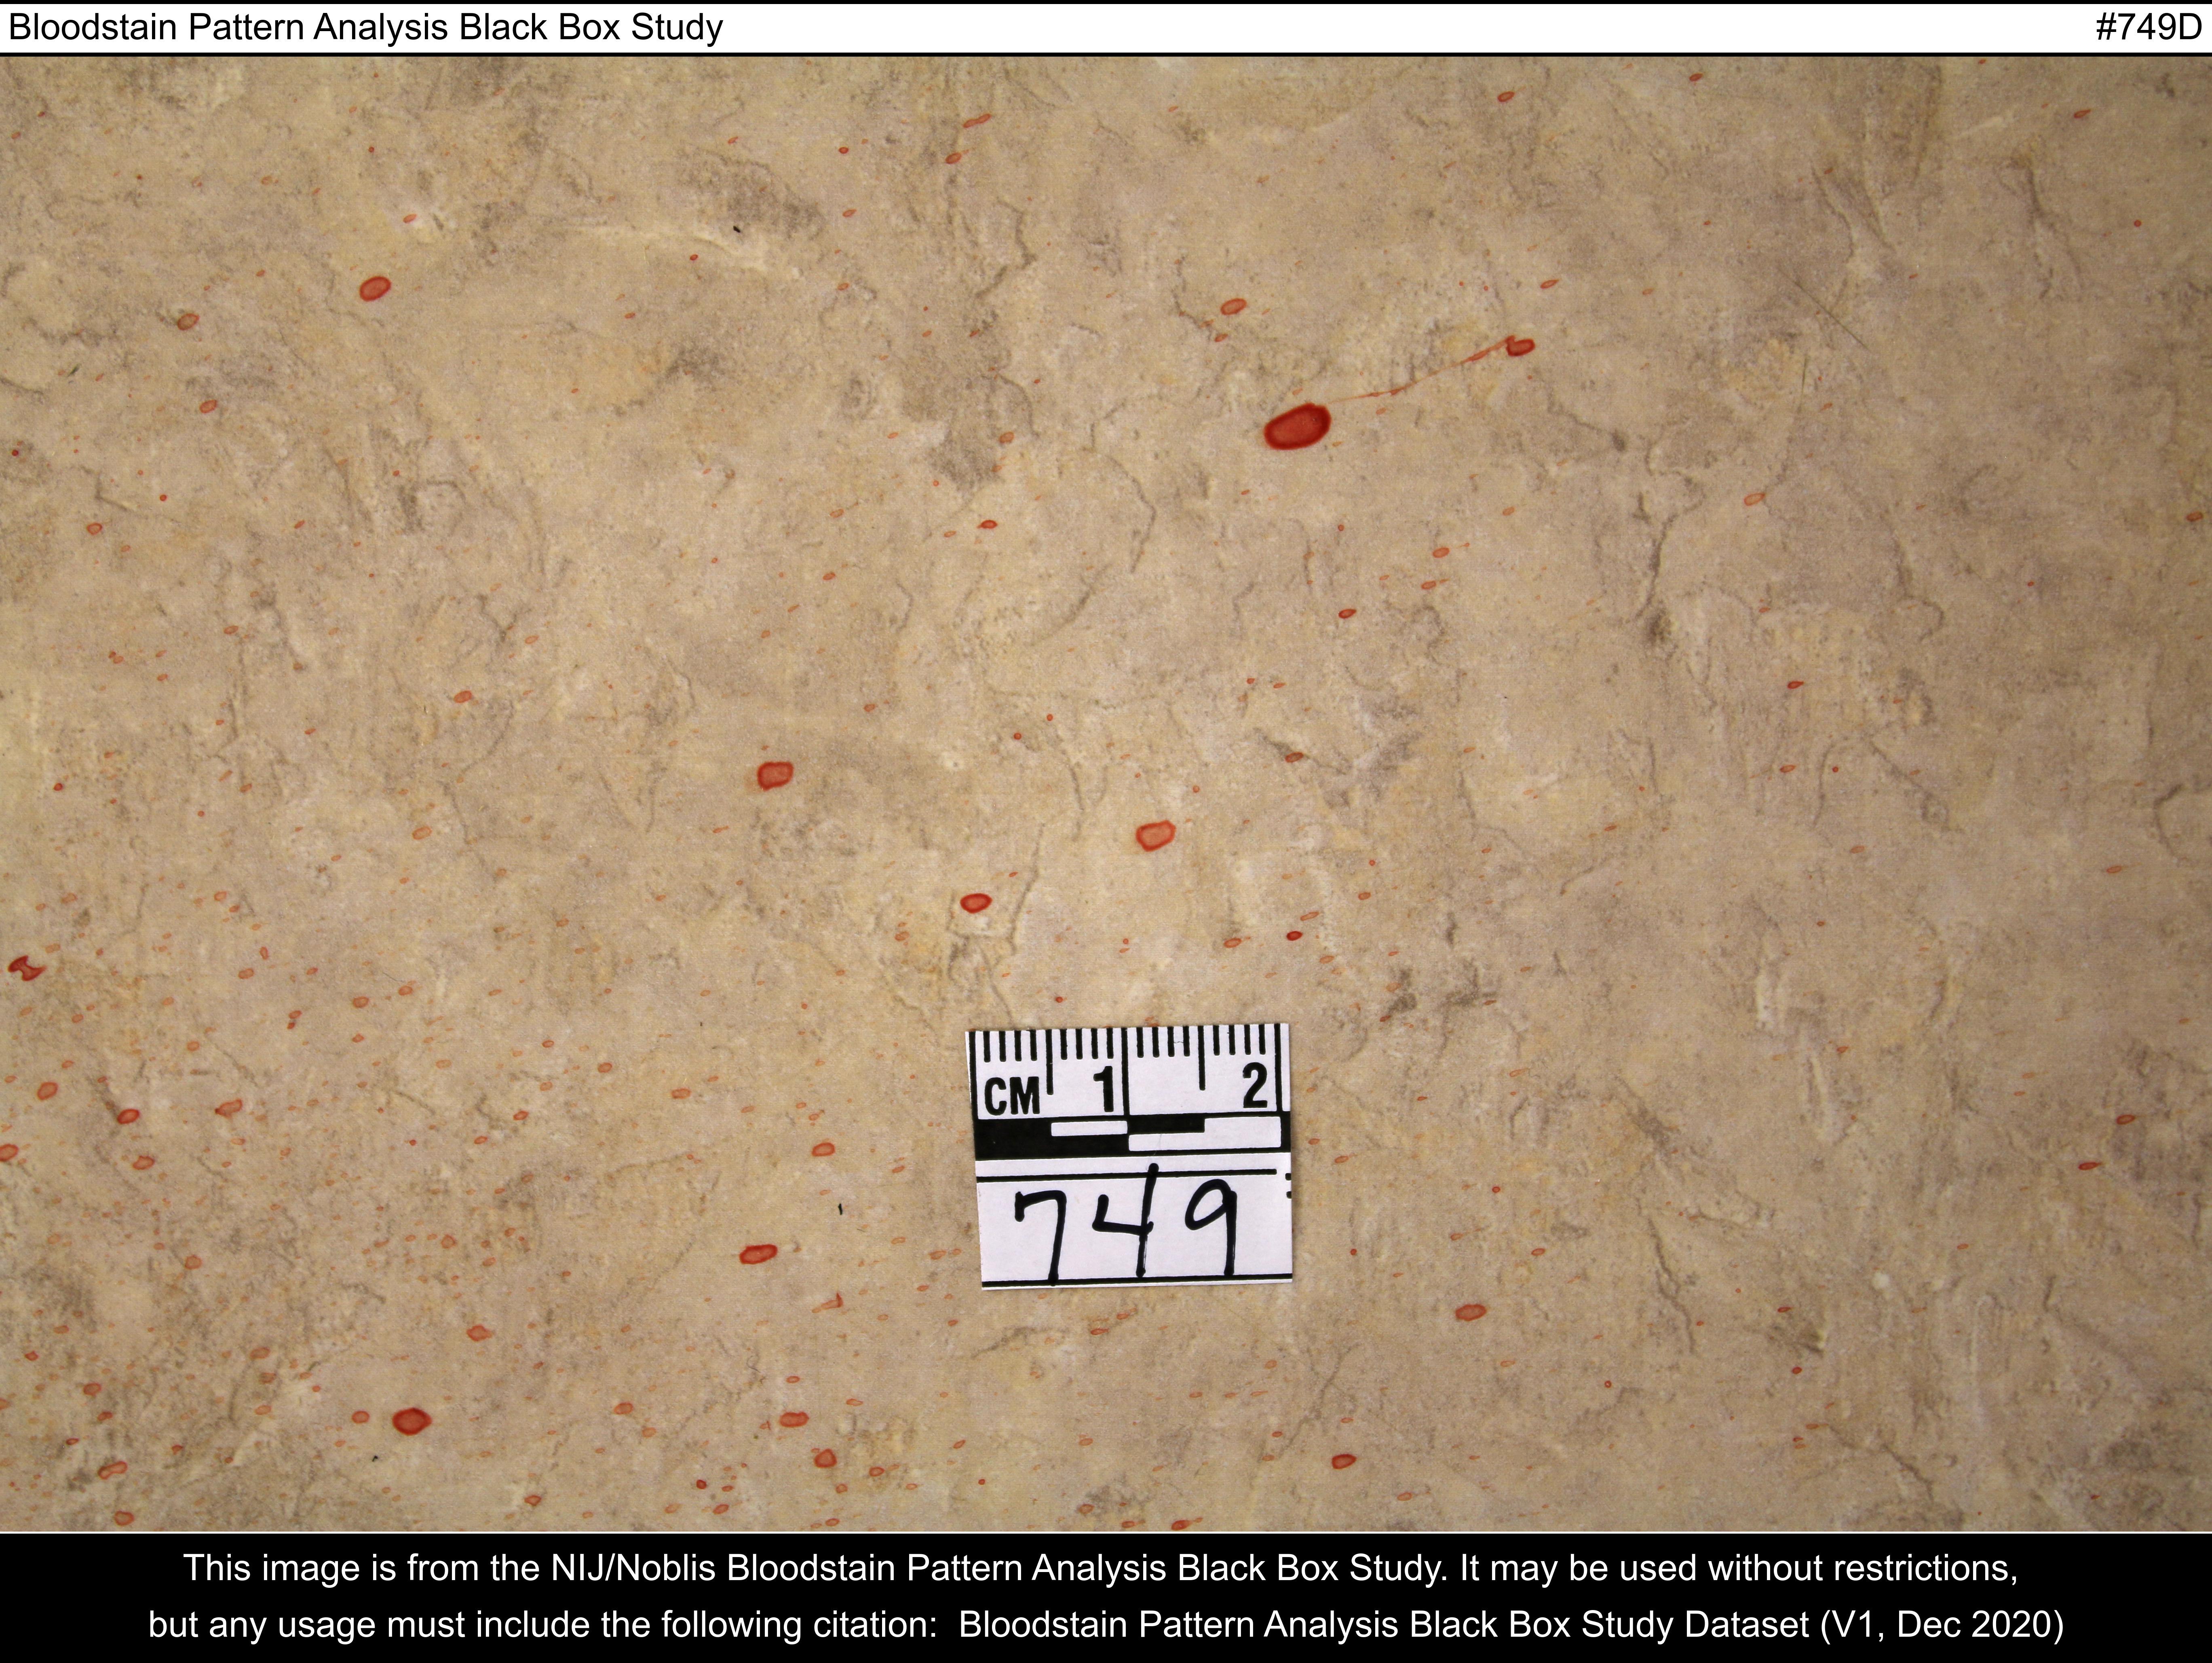 Bloodstain Pattern Analysis Black Box Study #749D
CM 1 2
749
This image is from the NIJ/Noblis Bloodstain Pattern Analysis Black Box Study. It may be used without restrictions,
but any usage must include the following citation:  Bloodstain Pattern Analysis Black Box Study Dataset (V1, Dec 2020)